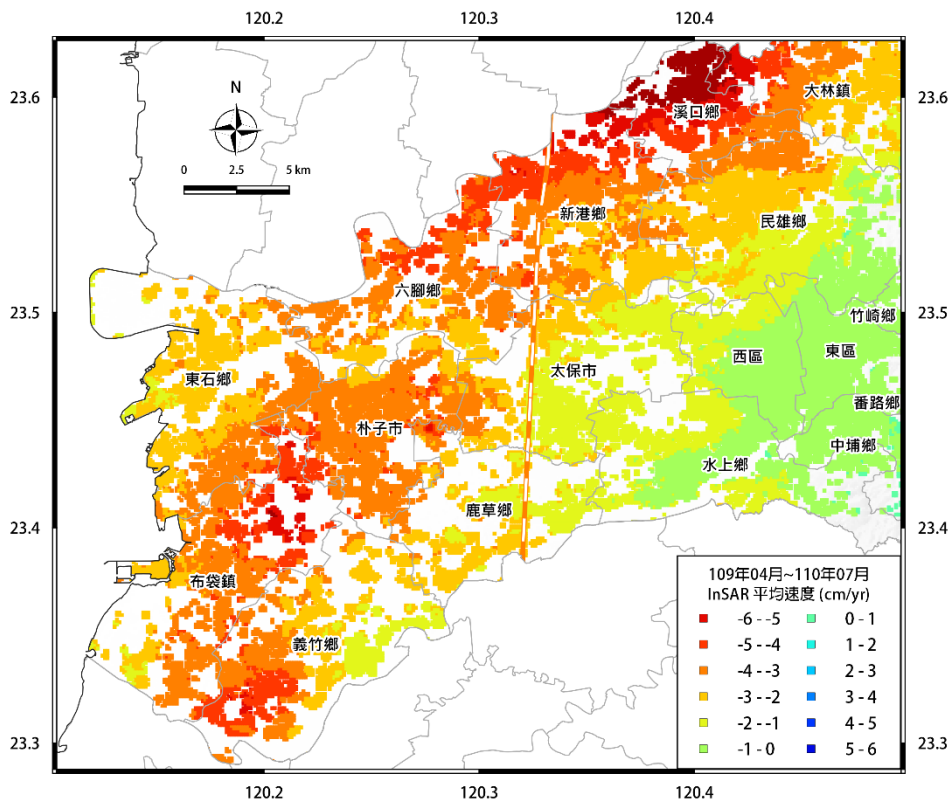 120.2
120.3
120.4
23.6
23.6
N
0 2.5 5 km
大林鎮
溪口鄉
新港鄉
民雄鄉
六腳鄉
23.5
23.5
竹崎鄉
東石鄉
太保市
西區
東區
番路鄉
朴子市
中埔鄉
水上鄉
鹿草鄉
23.4
23.4
布袋鎮
義竹鄉
109年04月~110年07月
InSAR 平均速度 (cm/yr)
-6 - -5
0 - 1
-5 - -4
1 - 2
-4 - -3
2 - 3
-3 - -2
3 - 4
-2 - -1
4 - 5
-1 - 0
5 - 6
23.3
23.3
120.2
120.3
120.4